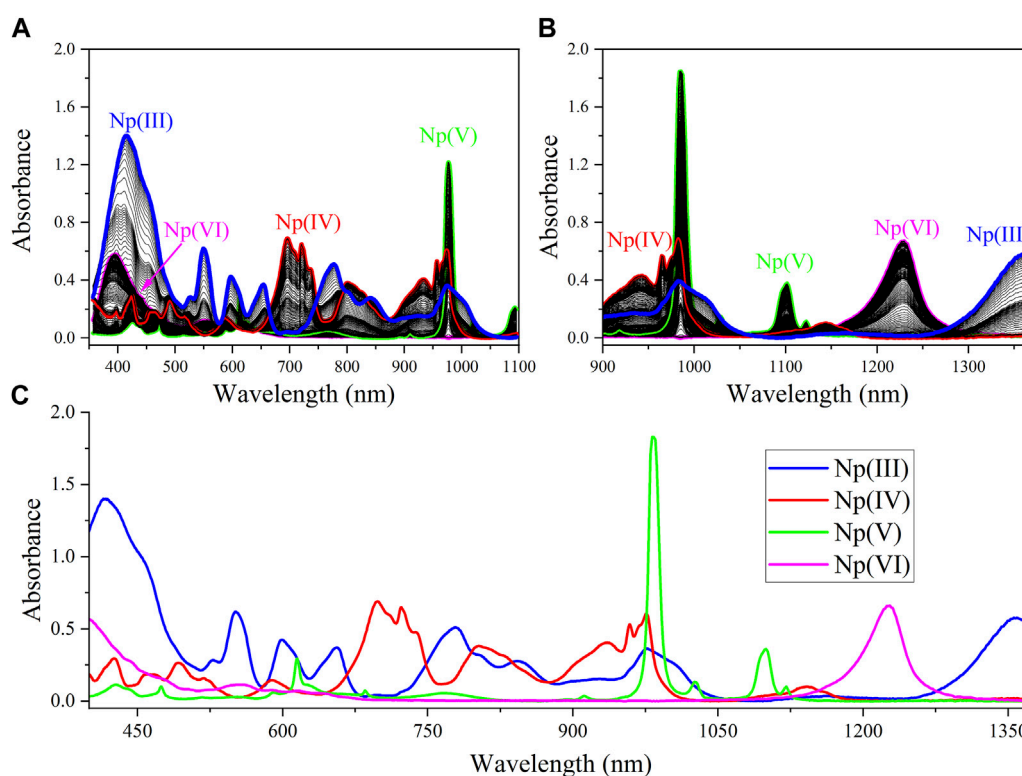 A
B
2.0
1.6
1.2
0.8
0.4
0.0
Absorbance
Np(III)
Np(VI)
Np(IV)
Np(V)
400 500 600 700 800 900 1000 1100
Wavelength (nm)
2.0
1.6
1.2
0.8
0.4
0.0
Absorbance
Np(V)
Np(IV)
Np(V)
Np(VI)
Np(III
900 1000 1100 1200 1300
Wavelength (nm)
C
2.0
1.5
1.0
0.5
0.0
Absorbance
Np(III)
Np(IV)
Np(V)
Np(VI)
450 600 750 900 1050 1200 1350
Wavelength (nm)